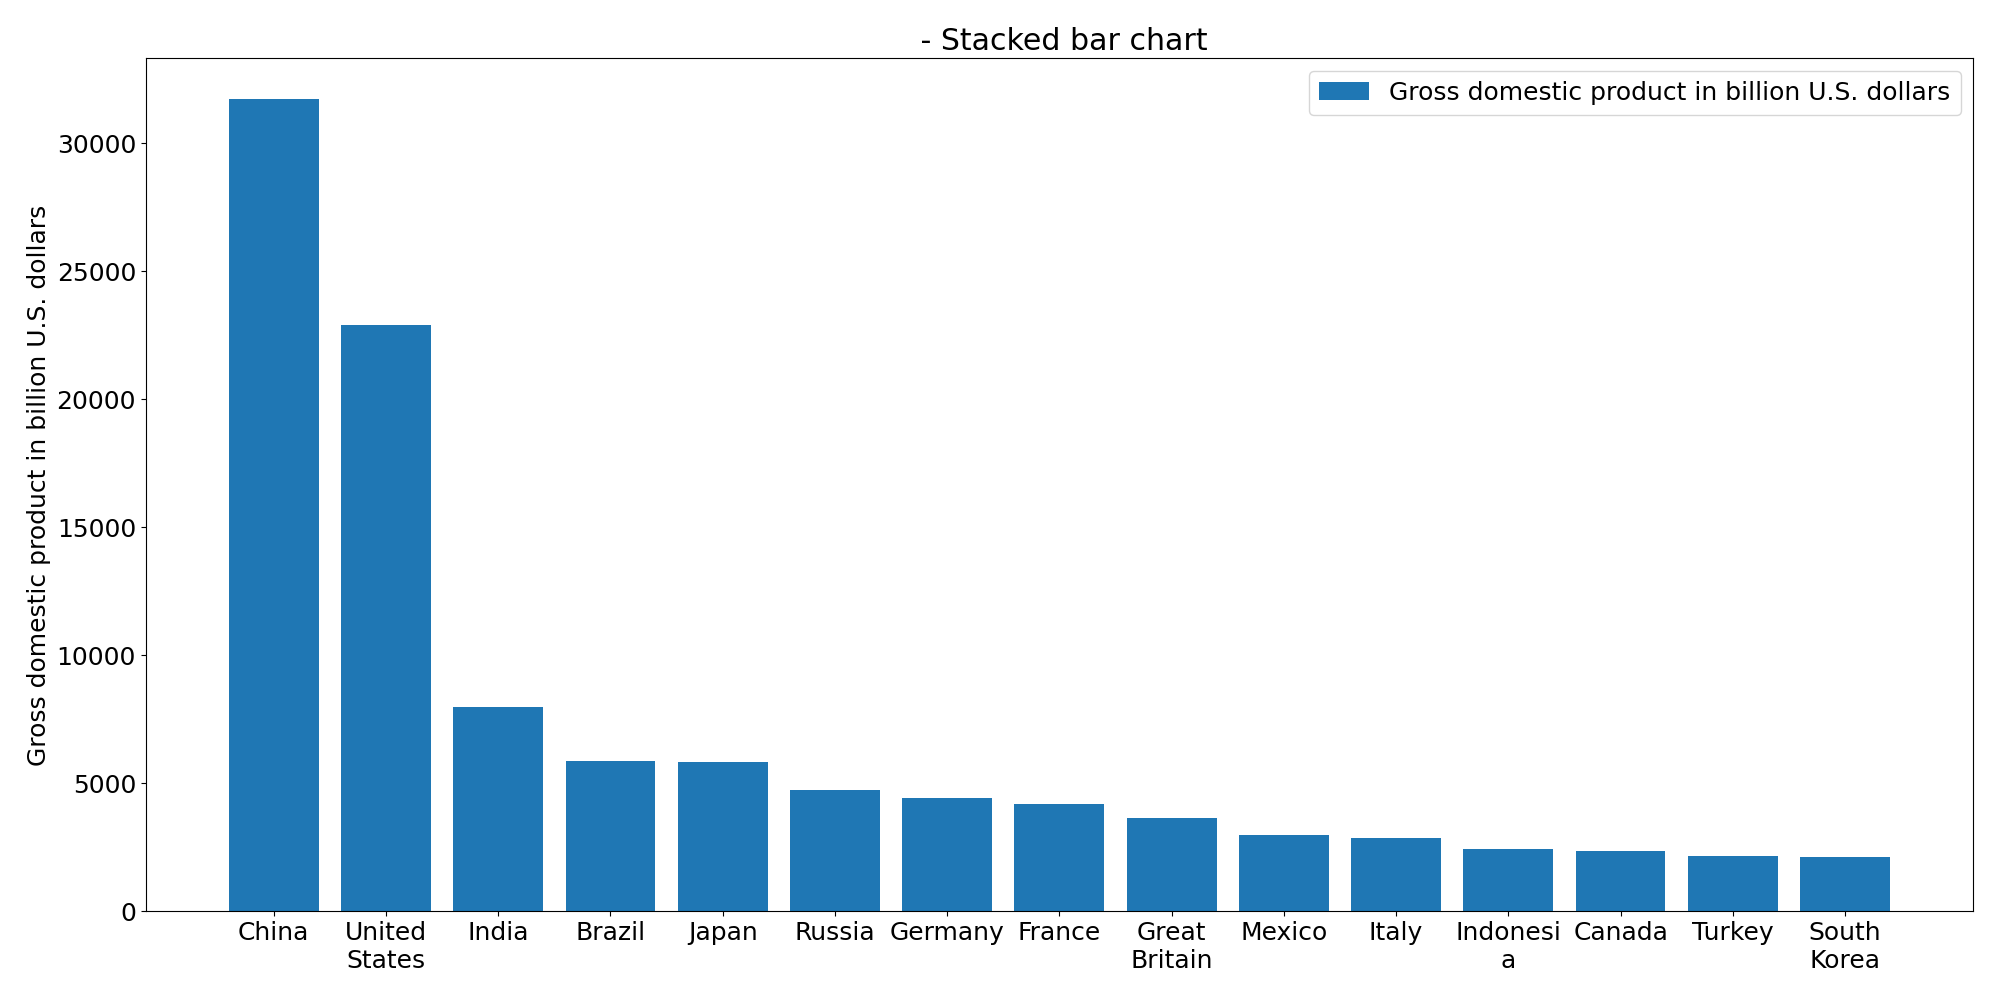 - Stacked bar chart
Gross domestic product in billion U.S. dollars
Gross domestic product in billion U.S. dollars
30000
25000
20000
15000
10000
5000
0
China
United
States
India
Brazil
Japan
Russia
Germany
France
Great
Britain
Mexico
Italy
Indonesi
a
Canada
Turkey
South
Korea